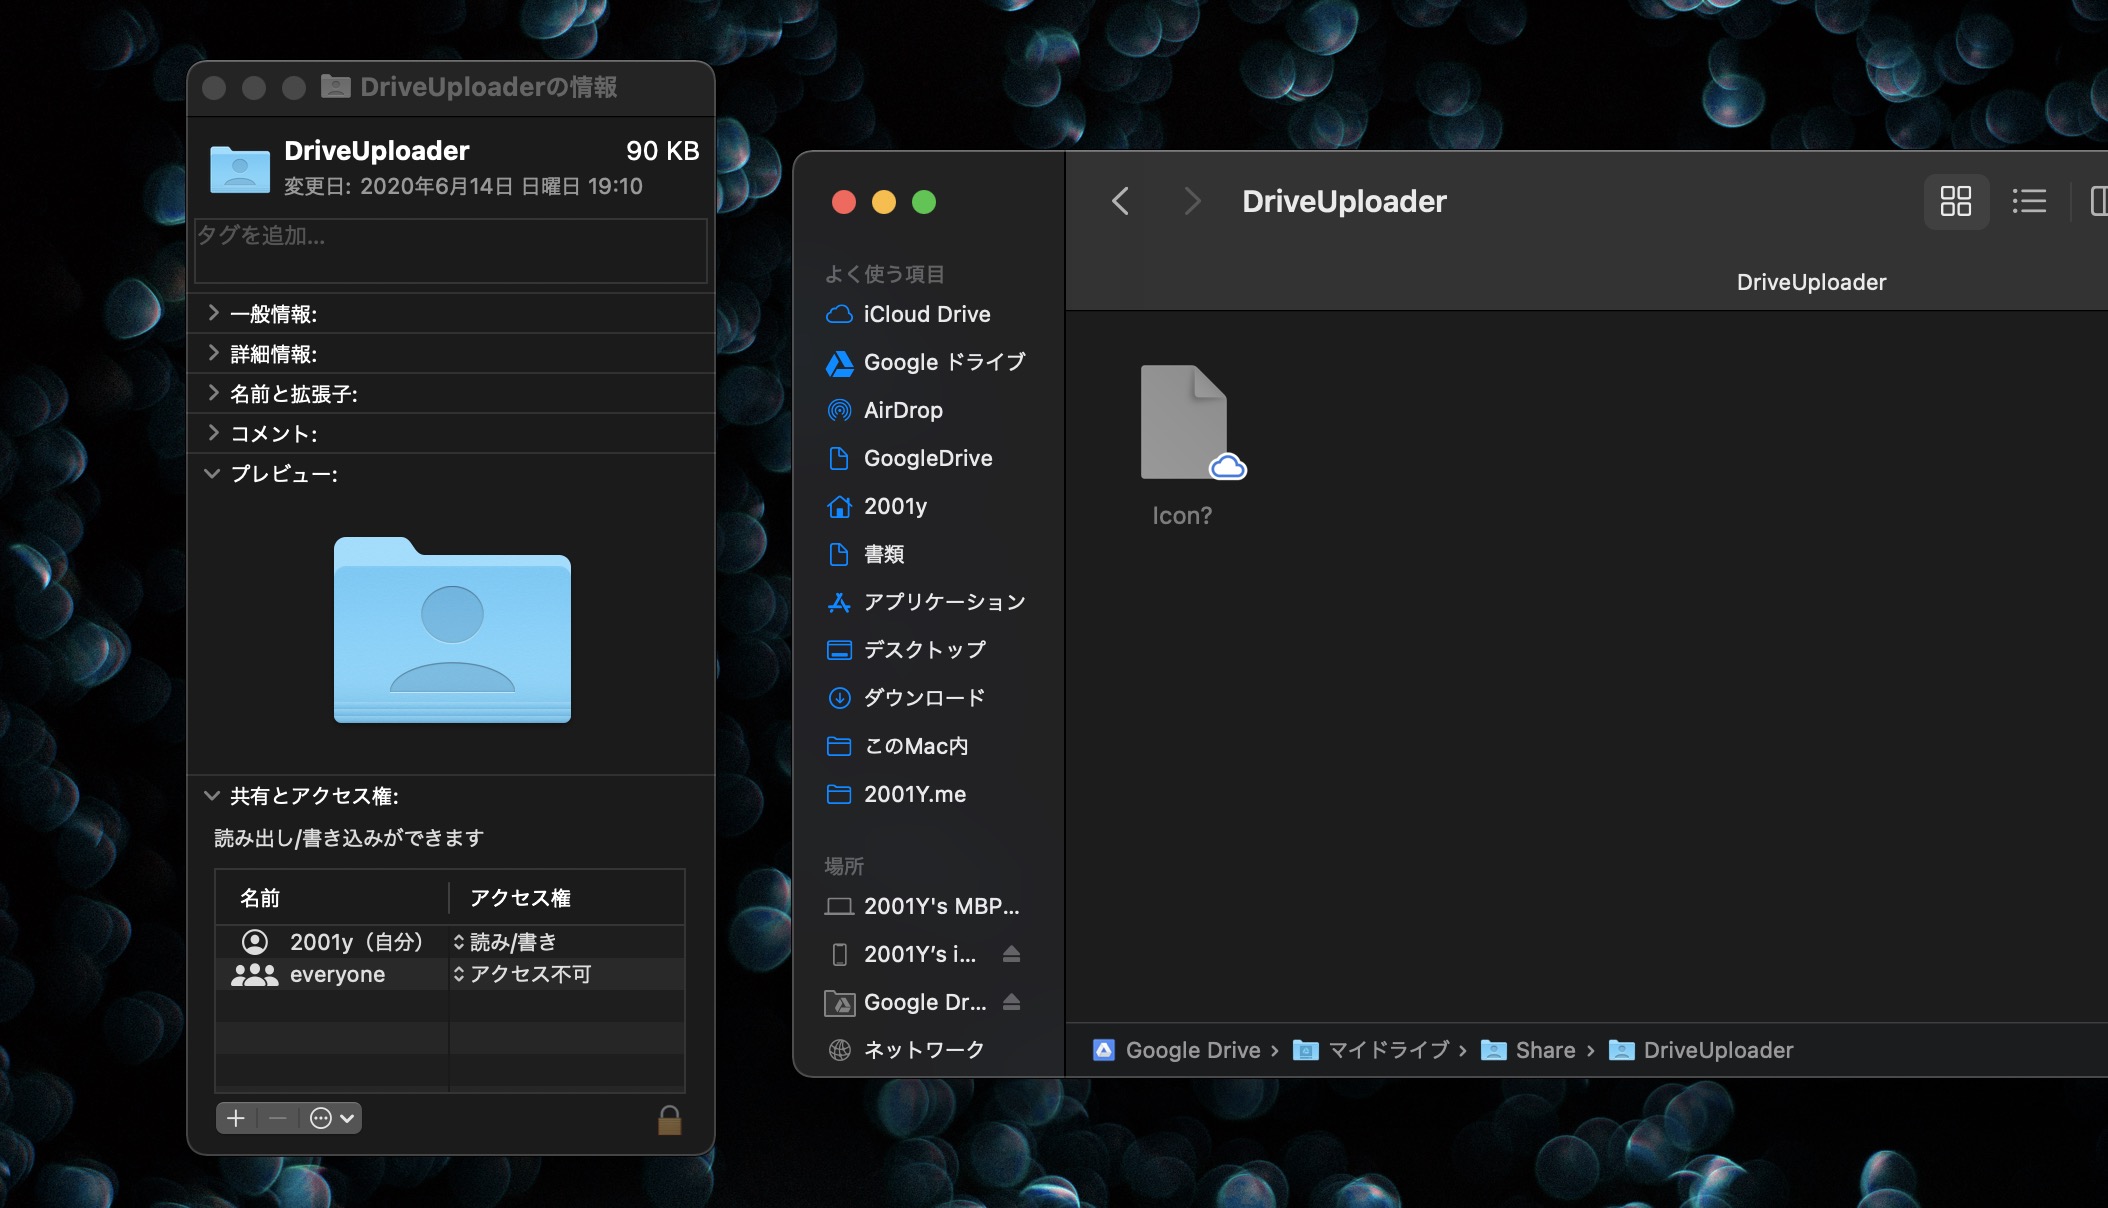 DriveUploaderの情報
DriveUploader 90 KB
変更日: 2020年6月14日 日曜日 19:10
タグを追加...
一般情報:
詳細情報:
名前と拡張子:
コメント:
プレビュー:
共有とアクセス権:
読み出し/書き込みができます
名前 アクセス権
2001y（自分） 読み/書き
everyone アクセス不可
DriveUploader
DriveUploader
よく使う項目
iCloud Drive
Google ドライブ
AirDrop
GoogleDrive
2001y
書類
アプリケーション
デスクトップ
ダウンロード
このMac内
2001Y.me
場所
2001Y's MBP...
2001Y’s i...
Google Dr...
ネットワーク
Icon?
Google Drive › マイドライブ › Share › DriveUploader